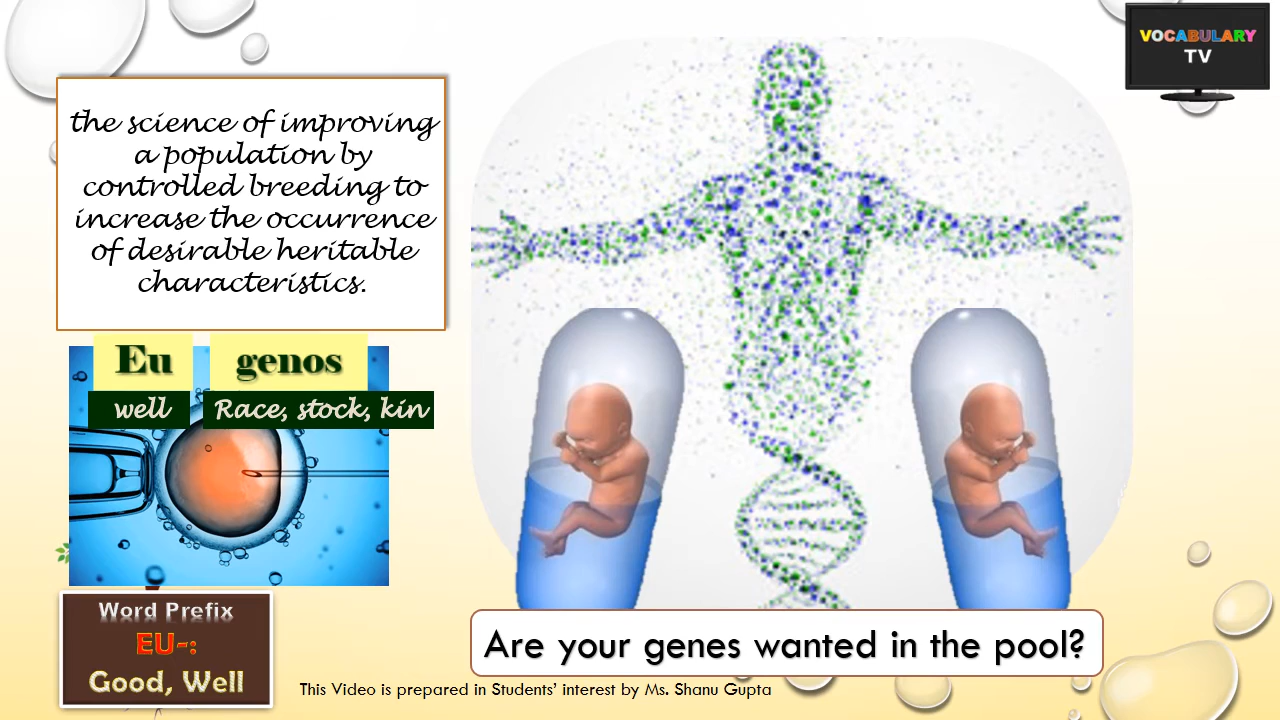 VOCABULARY
TV
the science of improving
a population by
controlled breeding to
increase the occurrence
of desirable heritable
characteristics.
Eu genos
well Race, stock, kin
Word Prefix
EU-:
Good, Well
Are your genes wanted in the pool?
This Video is prepared in Students’ interest by Ms. Shanu Gupta